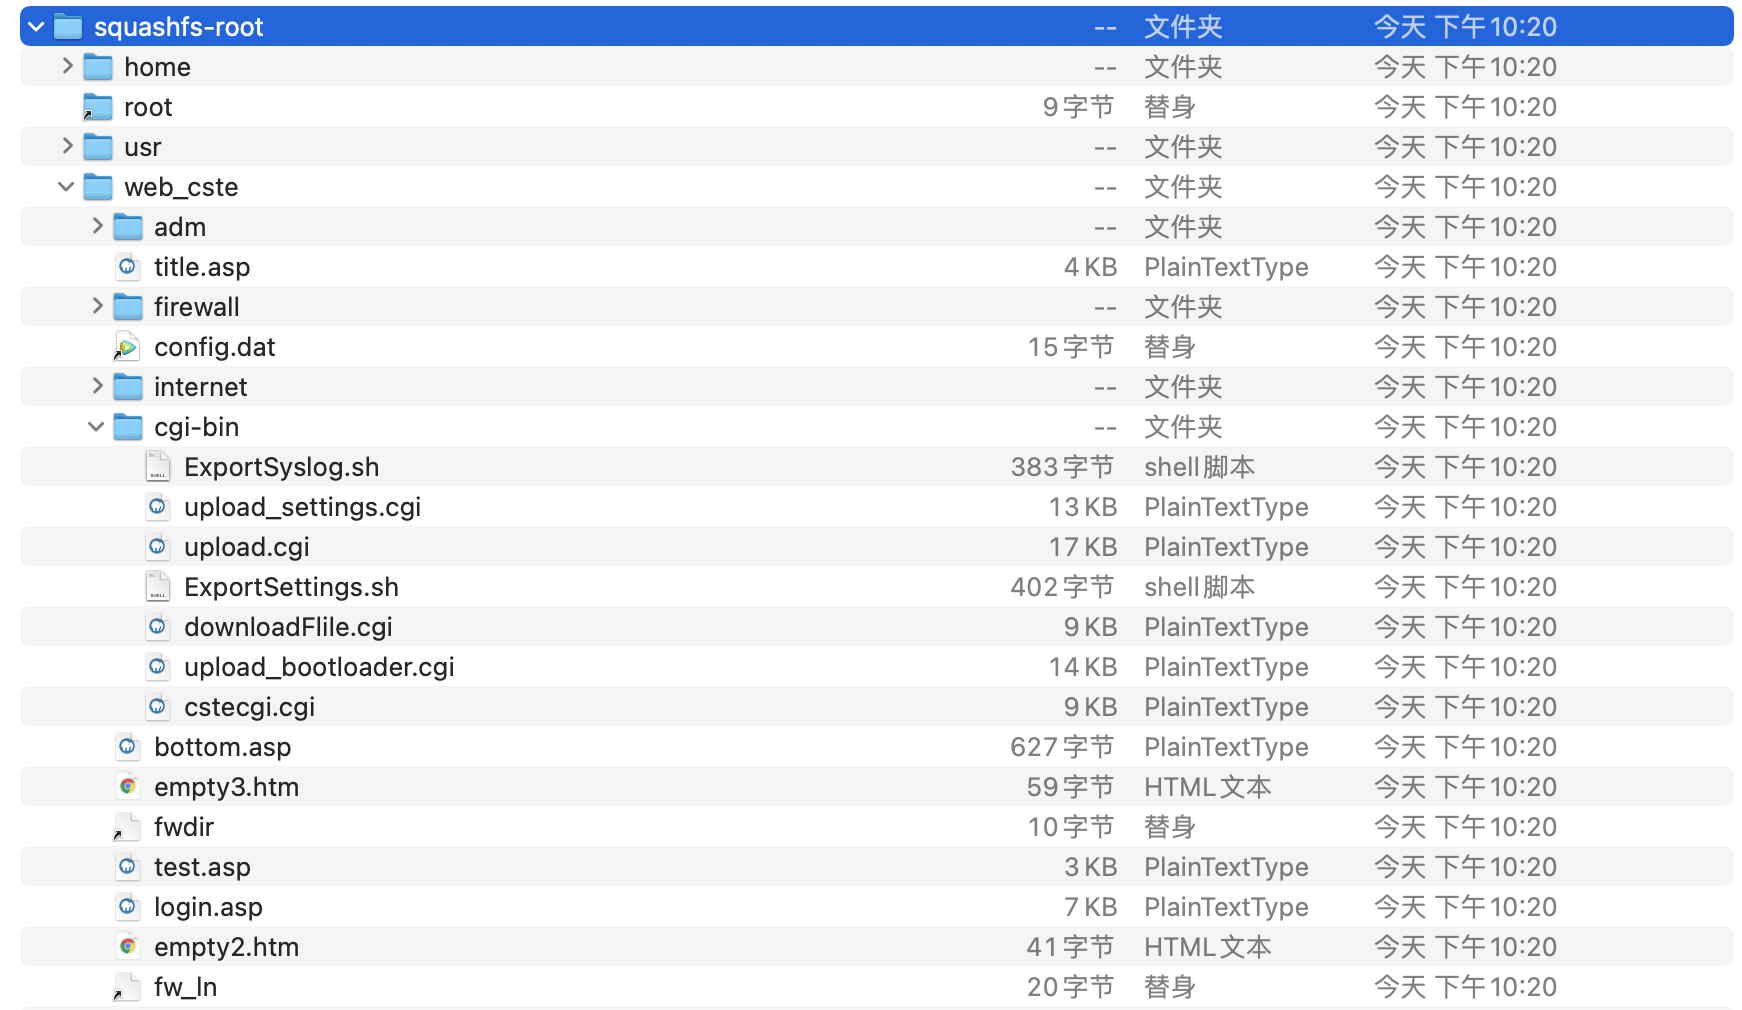 squashfs-root -- 文件夹 今天 下午10:20
home -- 文件夹 今天 下午10:20
root 9字节 替身 今天 下午10:20
usr -- 文件夹 今天 下午10:20
web_cste -- 文件夹 今天 下午10:20
adm -- 文件夹 今天 下午10:20
title.asp 4 KB PlainTextType 今天 下午10:20
firewall -- 文件夹 今天 下午10:20
config.dat 15字节 替身 今天 下午10:20
internet -- 文件夹 今天 下午10:20
cgi-bin -- 文件夹 今天 下午10:20
ExportSyslog.sh 383字节 shell脚本 今天 下午10:20
upload_settings.cgi 13 KB PlainTextType 今天 下午10:20
upload.cgi 17 KB PlainTextType 今天 下午10:20
ExportSettings.sh 402字节 shell脚本 今天 下午10:20
downloadFlile.cgi 9 KB PlainTextType 今天 下午10:20
upload_bootloader.cgi 14 KB PlainTextType 今天 下午10:20
cstecgi.cgi 9 KB PlainTextType 今天 下午10:20
bottom.asp 627字节 PlainTextType 今天 下午10:20
empty3.htm 59字节 HTML文本 今天 下午10:20
fwdir 10字节 替身 今天 下午10:20
test.asp 3 KB PlainTextType 今天 下午10:20
login.asp 7 KB PlainTextType 今天 下午10:20
empty2.htm 41字节 HTML文本 今天 下午10:20
fw_ln 20字节 替身 今天 下午10:20